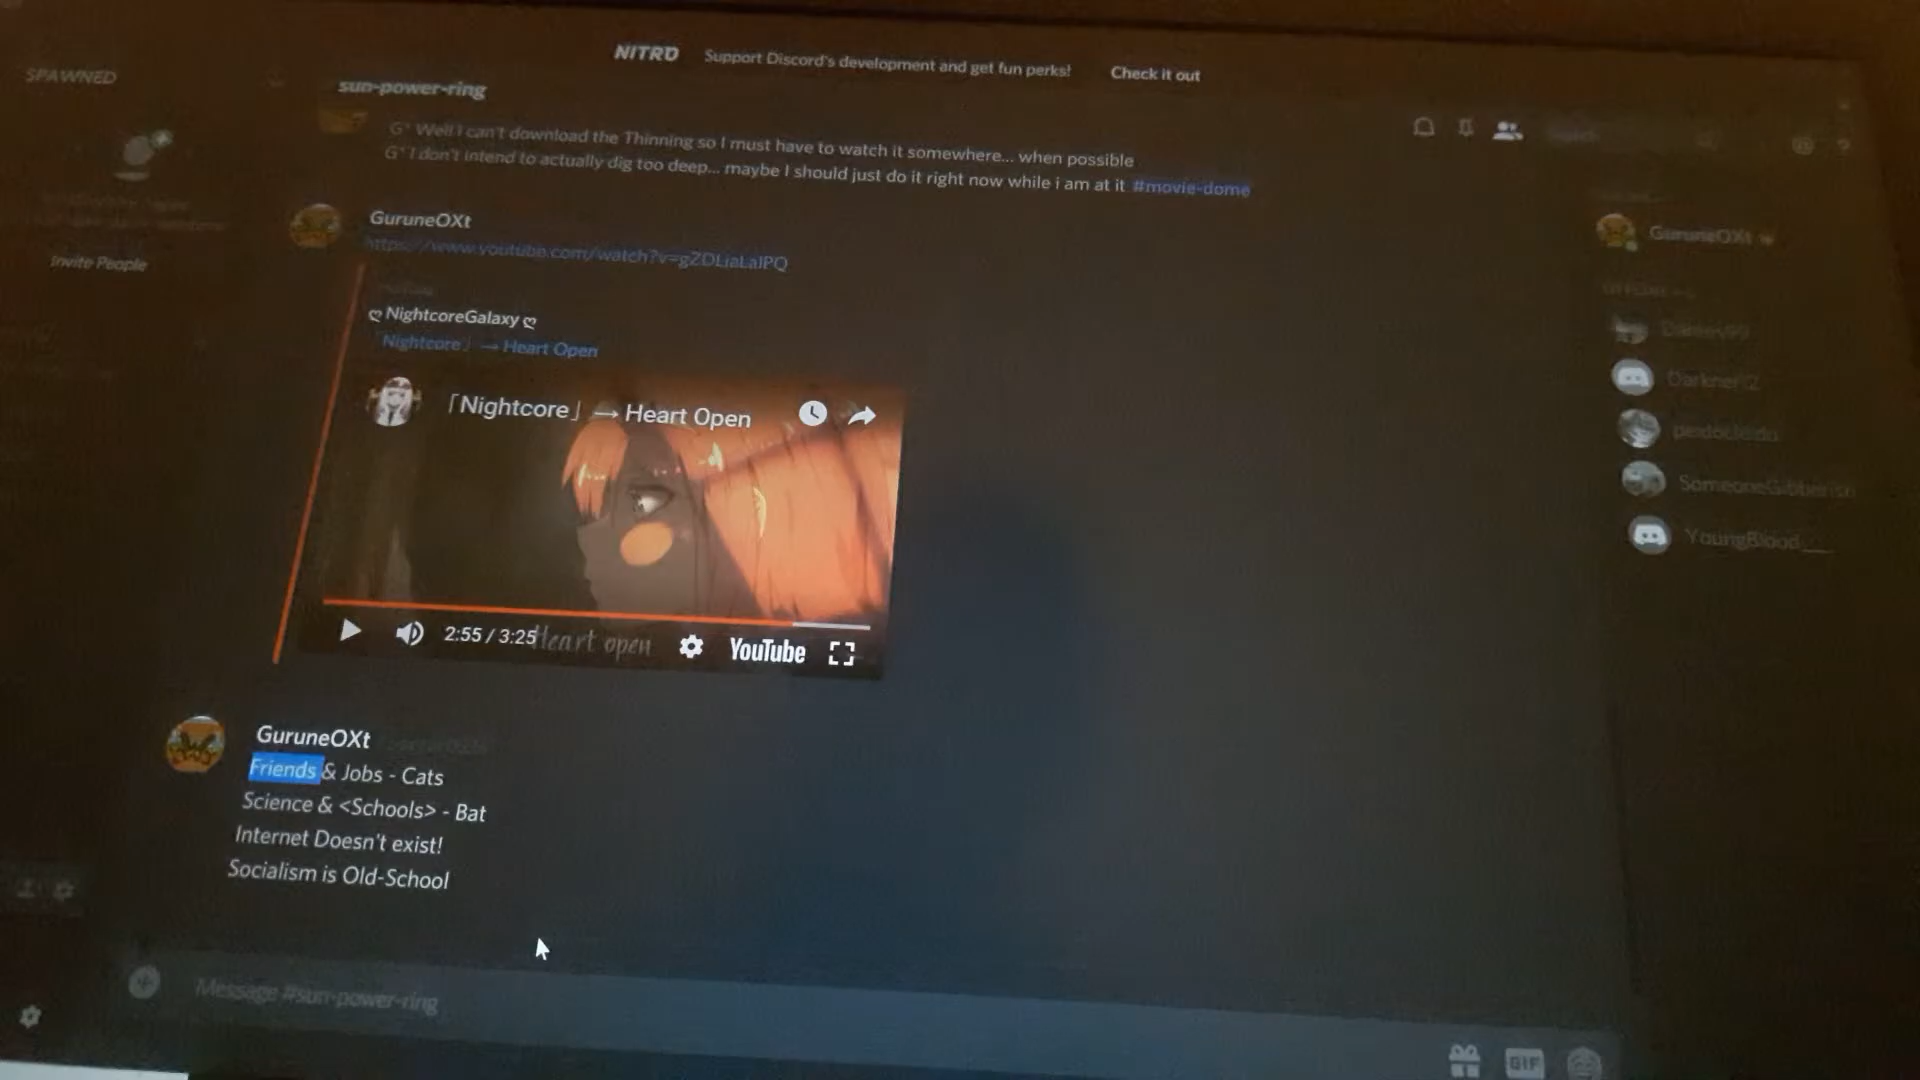 NITRO Support Discord's development and get fun perks! Check it out
SPAWNED
sun-power-ring
G* Well I can't download the Thinning so I must have to watch it somewhere... when possible
G* I don't intend to actually dig too deep... maybe I should just do it right now while i am at it #movie-dome
GuruneOXt
https://www.youtube.com/watch?v=gZDLiaLaIPQ
Invite People
ღ NightcoreGalaxy ღ
「Nightcore」 → Heart Open
「Nightcore」 → Heart Open
2:55 / 3:25
Heart open
YouTube
GuruneOXt
Friends & Jobs - Cats
Science & <Schools> - Bat
Internet Doesn't exist!
Socialism is Old-School
Message #sun-power-ring
GIF
GuruneOXt
SomeoneGibberish
YoungBlood__